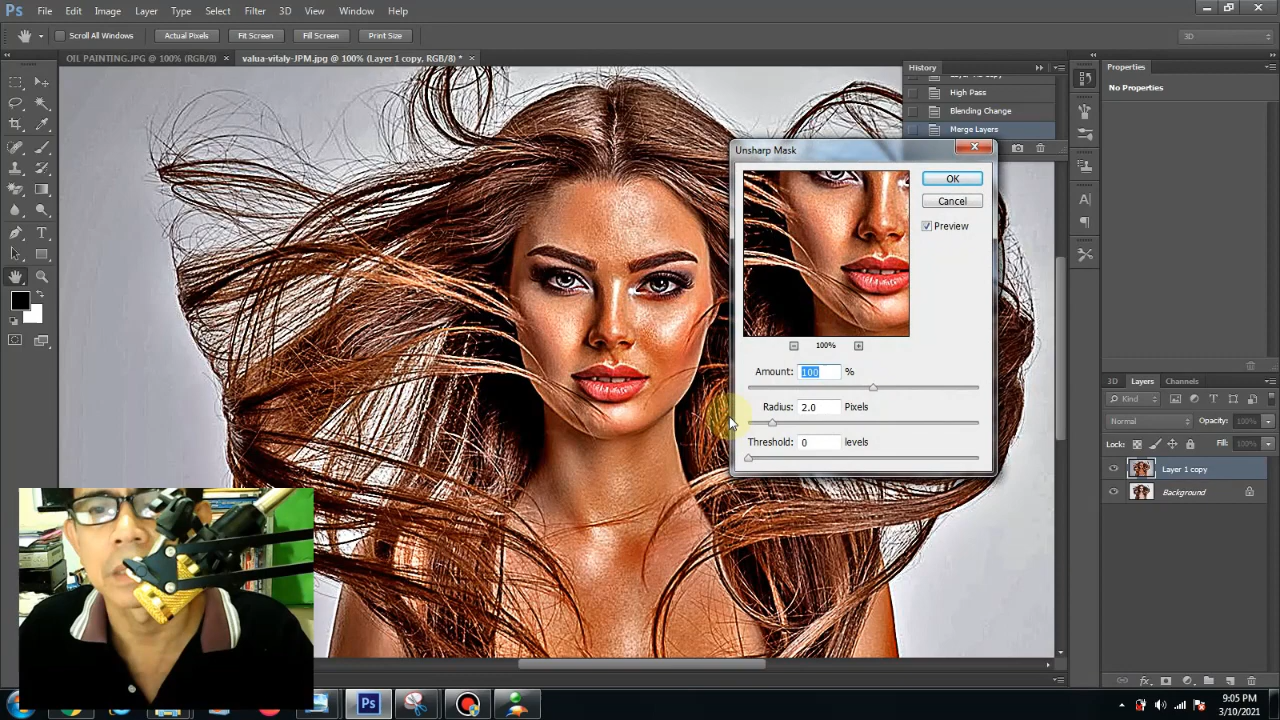 Ps File Edit Image Layer Type Select Filter 3D View Window Help
Scroll All Windows Actual Pixels Fit Screen Fill Screen Print Size 3D
OIL PAINTING.JPG @ 100% (RGB/8) × valua-vitaly-JPM.jpg @ 100% (Layer 1 copy, RGB/8) * ×
History
High Pass
Blending Change
Merge Layers
Properties
No Properties
Unsharp Mask
OK
Cancel
Preview
100%
Amount: 100 %
Radius: 2.0 Pixels
Threshold: 0 levels
3D Layers Channels
Kind
Normal Opacity:
Lock: Fill:
Layer 1 copy
Background
Ps
9:05 PM
3/10/2021